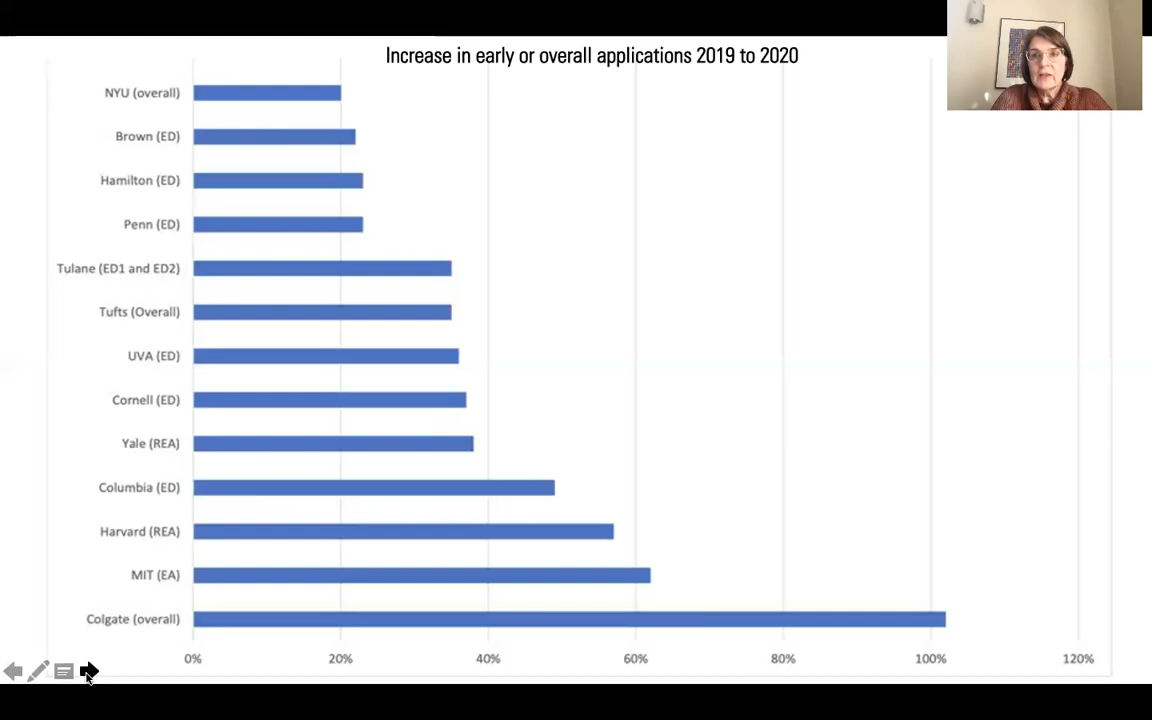 Increase in early or overall applications 2019 to 2020
NYU (overall)
Brown (ED)
Hamilton (ED)
Penn (ED)
Tulane (ED1 and ED2)
Tufts (Overall)
UVA (ED)
Cornell (ED)
Yale (REA)
Columbia (ED)
Harvard (REA)
MIT (EA)
Colgate (overall)
0% 20% 40% 60% 80% 100% 120%